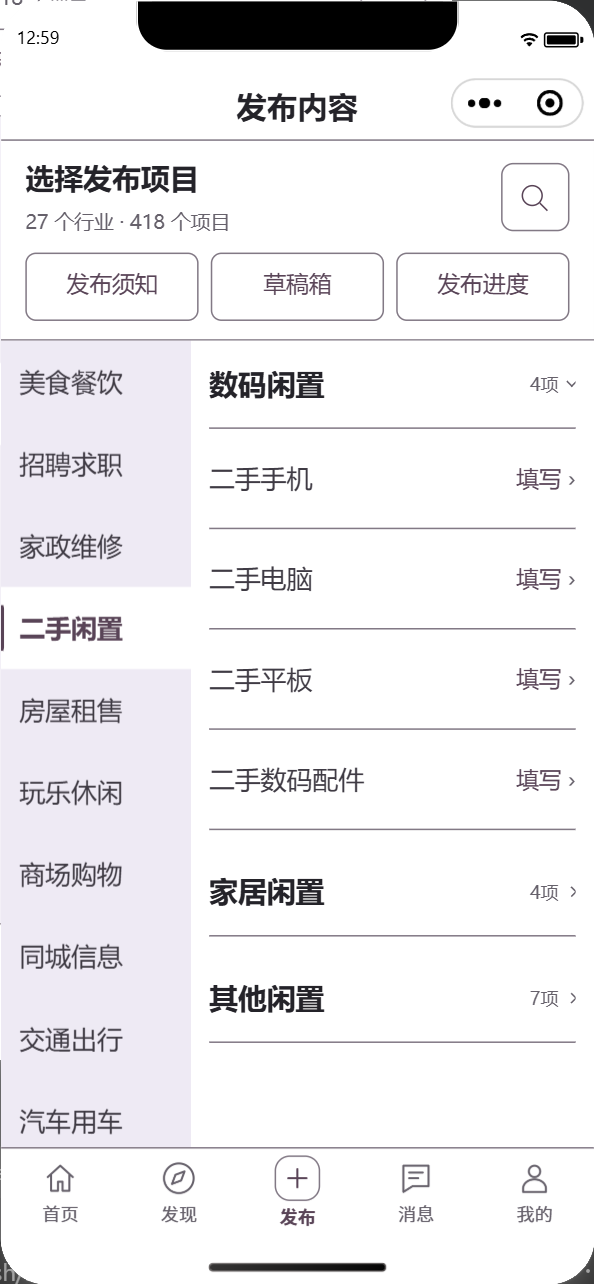 12:59
发布内容
选择发布项目
27 个行业 · 418 个项目
发布须知
草稿箱
发布进度
美食餐饮
招聘求职
家政维修
二手闲置
房屋租售
玩乐休闲
商场购物
同城信息
交通出行
汽车用车
数码闲置 4项
二手手机 填写 ›
二手电脑 填写 ›
二手平板 填写 ›
二手数码配件 填写 ›
家居闲置 4项 ›
其他闲置 7项 ›
首页
发现
发布
消息
我的